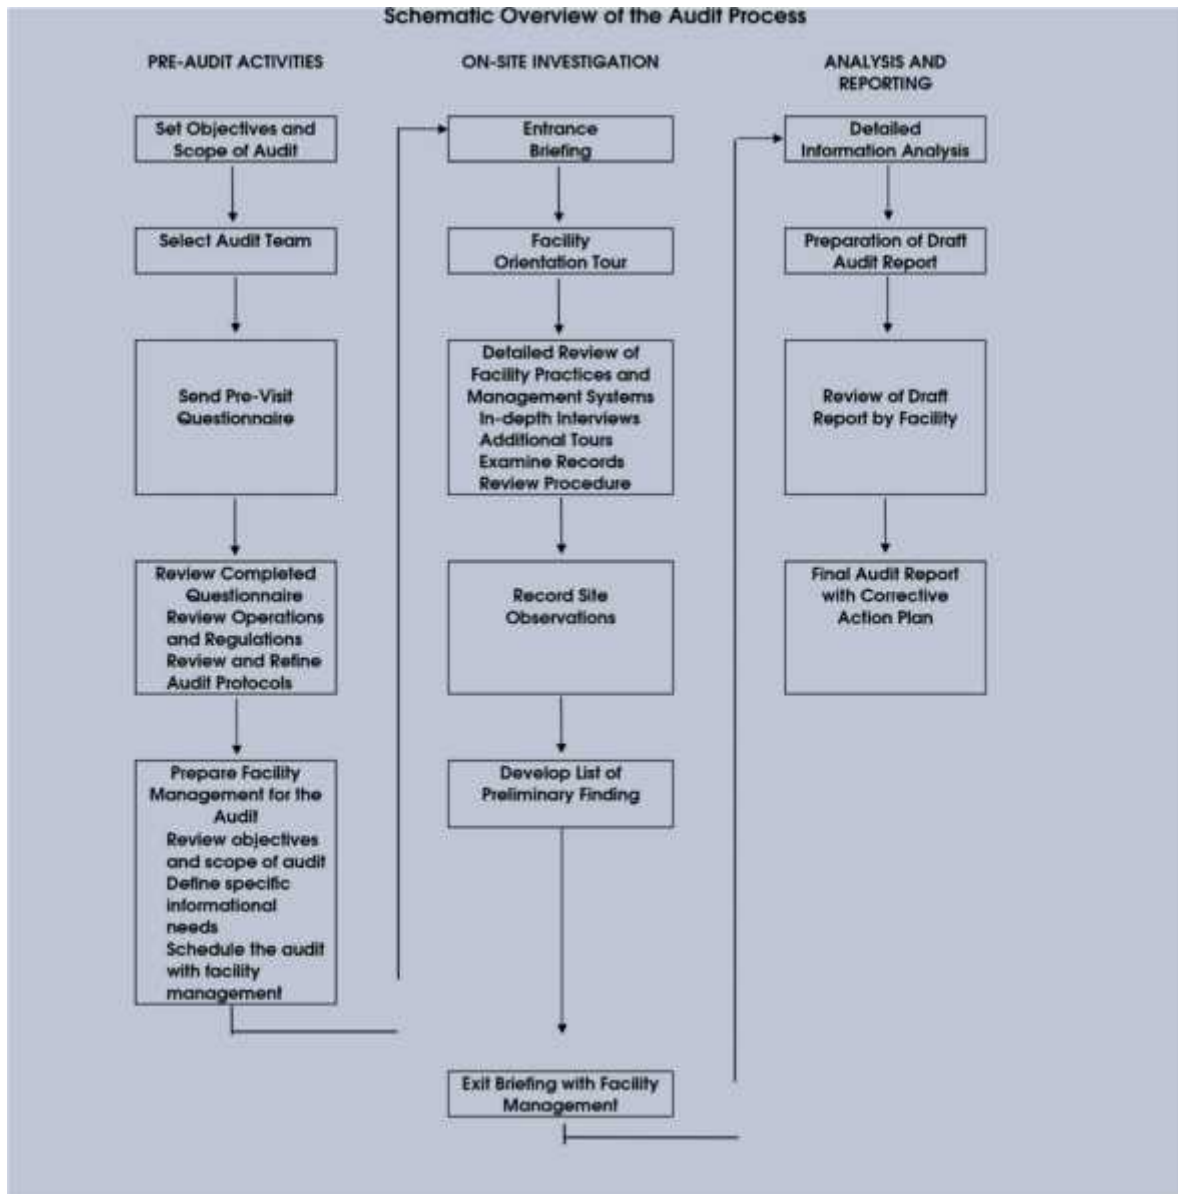 Schematic Overview of the Audit Process
PRE-AUDIT ACTIVITIES
Set Objectives and
Scope of Audit
Select Audit Team
Send Pre-Visit
Questionnaire
Review Completed
Questionnaire
Review Operations
and Regulations
Review and Refine
Audit Protocols
Prepare Facility
Management for the
Audit
Review objectives
and scope of audit
Define specific
informational
needs
Schedule the audit
with facility
management
ON-SITE INVESTIGATION
Entrance
Briefing
Facility
Orientation Tour
Detailed Review of
Facility Practices and
Management Systems
In-depth Interviews
Additional Tours
Examine Records
Review Procedure
Record Site
Observations
Develop List of
Preliminary Finding
Exit Briefing with Facility
Management
ANALYSIS AND
REPORTING
Detailed
Information Analysis
Preparation of Draft
Audit Report
Review of Draft
Report by Facility
Final Audit Report
with Corrective
Action Plan